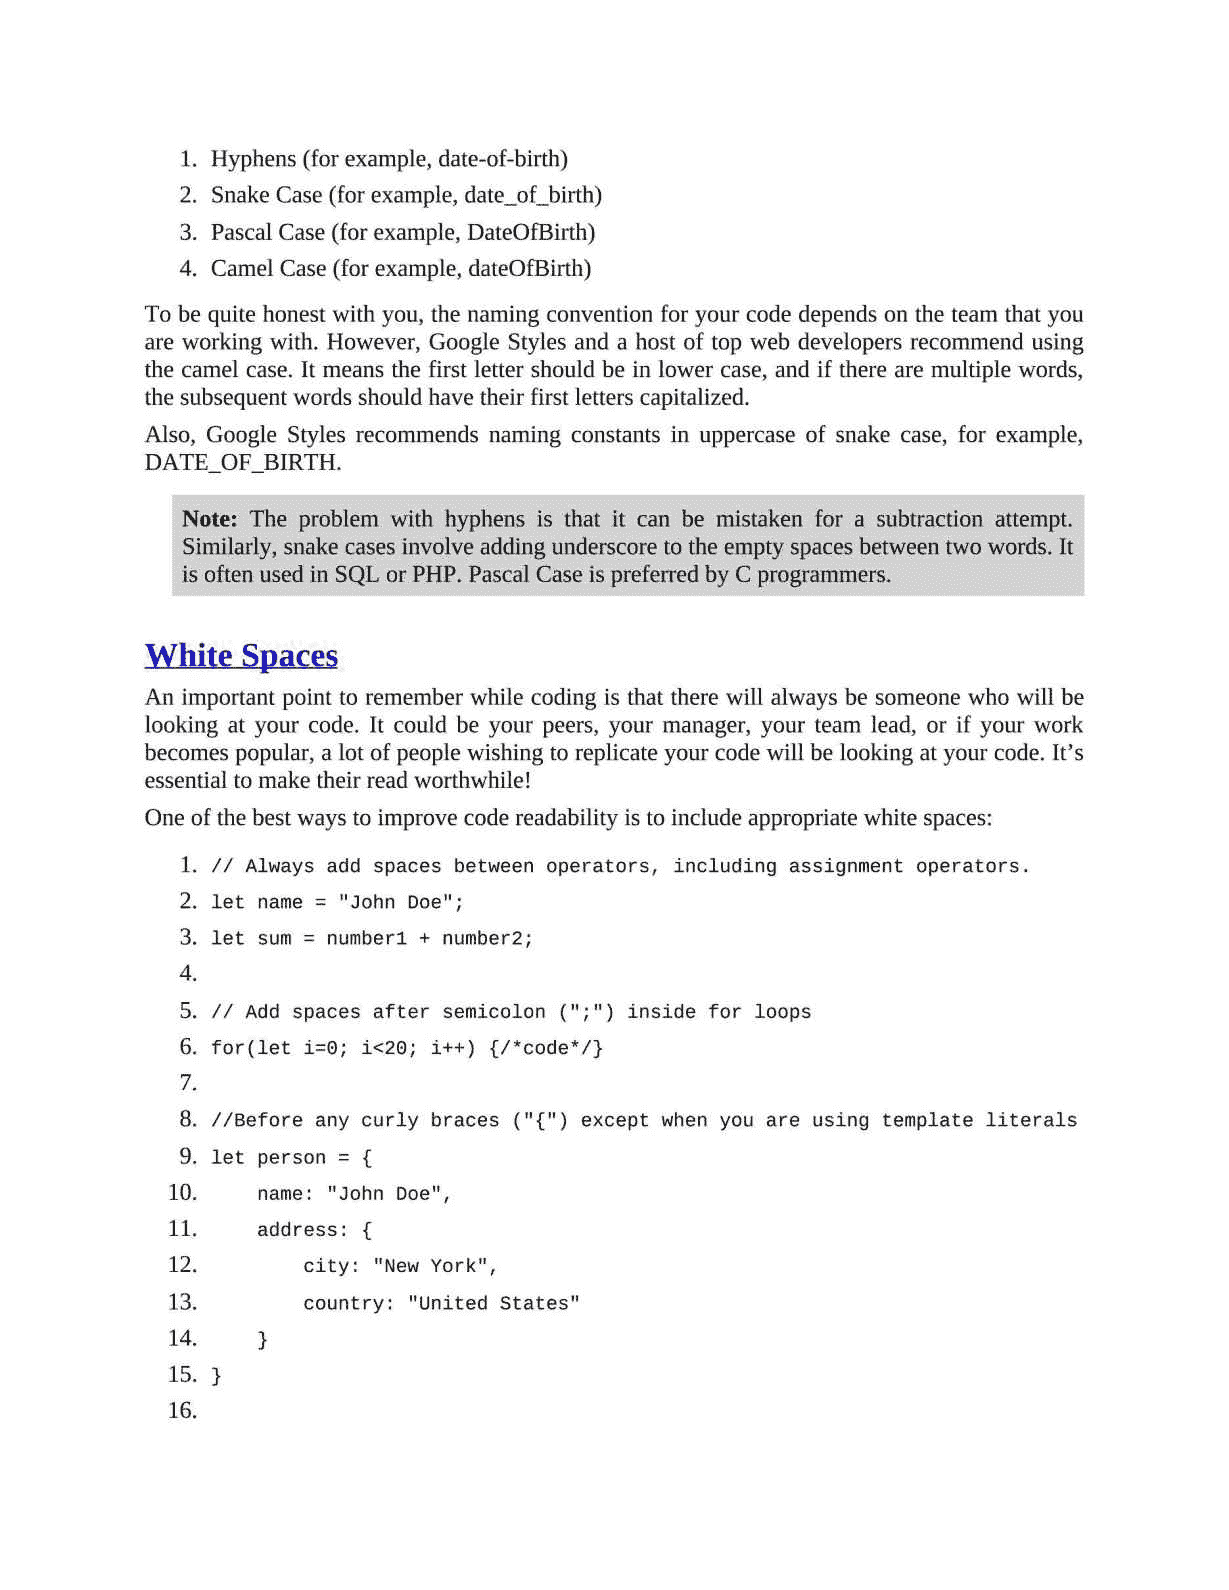 1. Hyphens (for example, date-of-birth)
2. Snake Case (for example, date_of_birth)
3. Pascal Case (for example, DateOfBirth)
4. Camel Case (for example, dateOfBirth)
To be quite honest with you, the naming convention for your code depends on the team that you
are working with. However, Google Styles and a host of top web developers recommend using
the camel case. It means the first letter should be in lower case, and if there are multiple words,
the subsequent words should have their first letters capitalized.
Also, Google Styles recommends naming constants in uppercase of snake case, for example,
DATE_OF_BIRTH.
Note: The problem with hyphens is that it can be mistaken for a subtraction attempt.
Similarly, snake cases involve adding underscore to the empty spaces between two words. It
is often used in SQL or PHP. Pascal Case is preferred by C programmers.
White Spaces
An important point to remember while coding is that there will always be someone who will be
looking at your code. It could be your peers, your manager, your team lead, or if your work
becomes popular, a lot of people wishing to replicate your code will be looking at your code. It’s
essential to make their read worthwhile!
One of the best ways to improve code readability is to include appropriate white spaces:
1. // Always add spaces between operators, including assignment operators.
2. let name = "John Doe";
3. let sum = number1 + number2;
4.
5. // Add spaces after semicolon (";") inside for loops
6. for(let i=0; i<20; i++) {/*code*/}
7.
8. //Before any curly braces ("{") except when you are using template literals
9. let person = {
10.     name: "John Doe",
11.     address: {
12.         city: "New York",
13.         country: "United States"
14.     }
15. }
16.